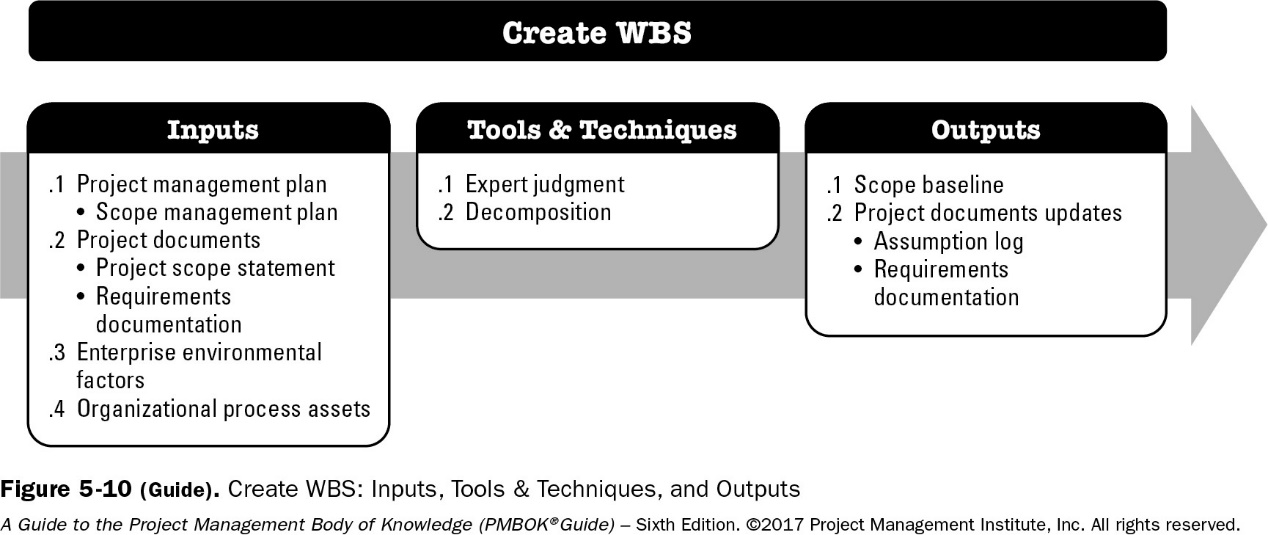 Create WBS
Inputs
.1 Project management plan
• Scope management plan
.2 Project documents
• Project scope statement
• Requirements
documentation
.3 Enterprise environmental
factors
.4 Organizational process assets
Tools & Techniques
.1 Expert judgment
.2 Decomposition
Outputs
.1 Scope baseline
.2 Project documents updates
• Assumption log
• Requirements
documentation
Figure 5-10 (Guide). Create WBS: Inputs, Tools & Techniques, and Outputs
A Guide to the Project Management Body of Knowledge (PMBOK® Guide) – Sixth Edition. ©2017 Project Management Institute, Inc. All rights reserved.